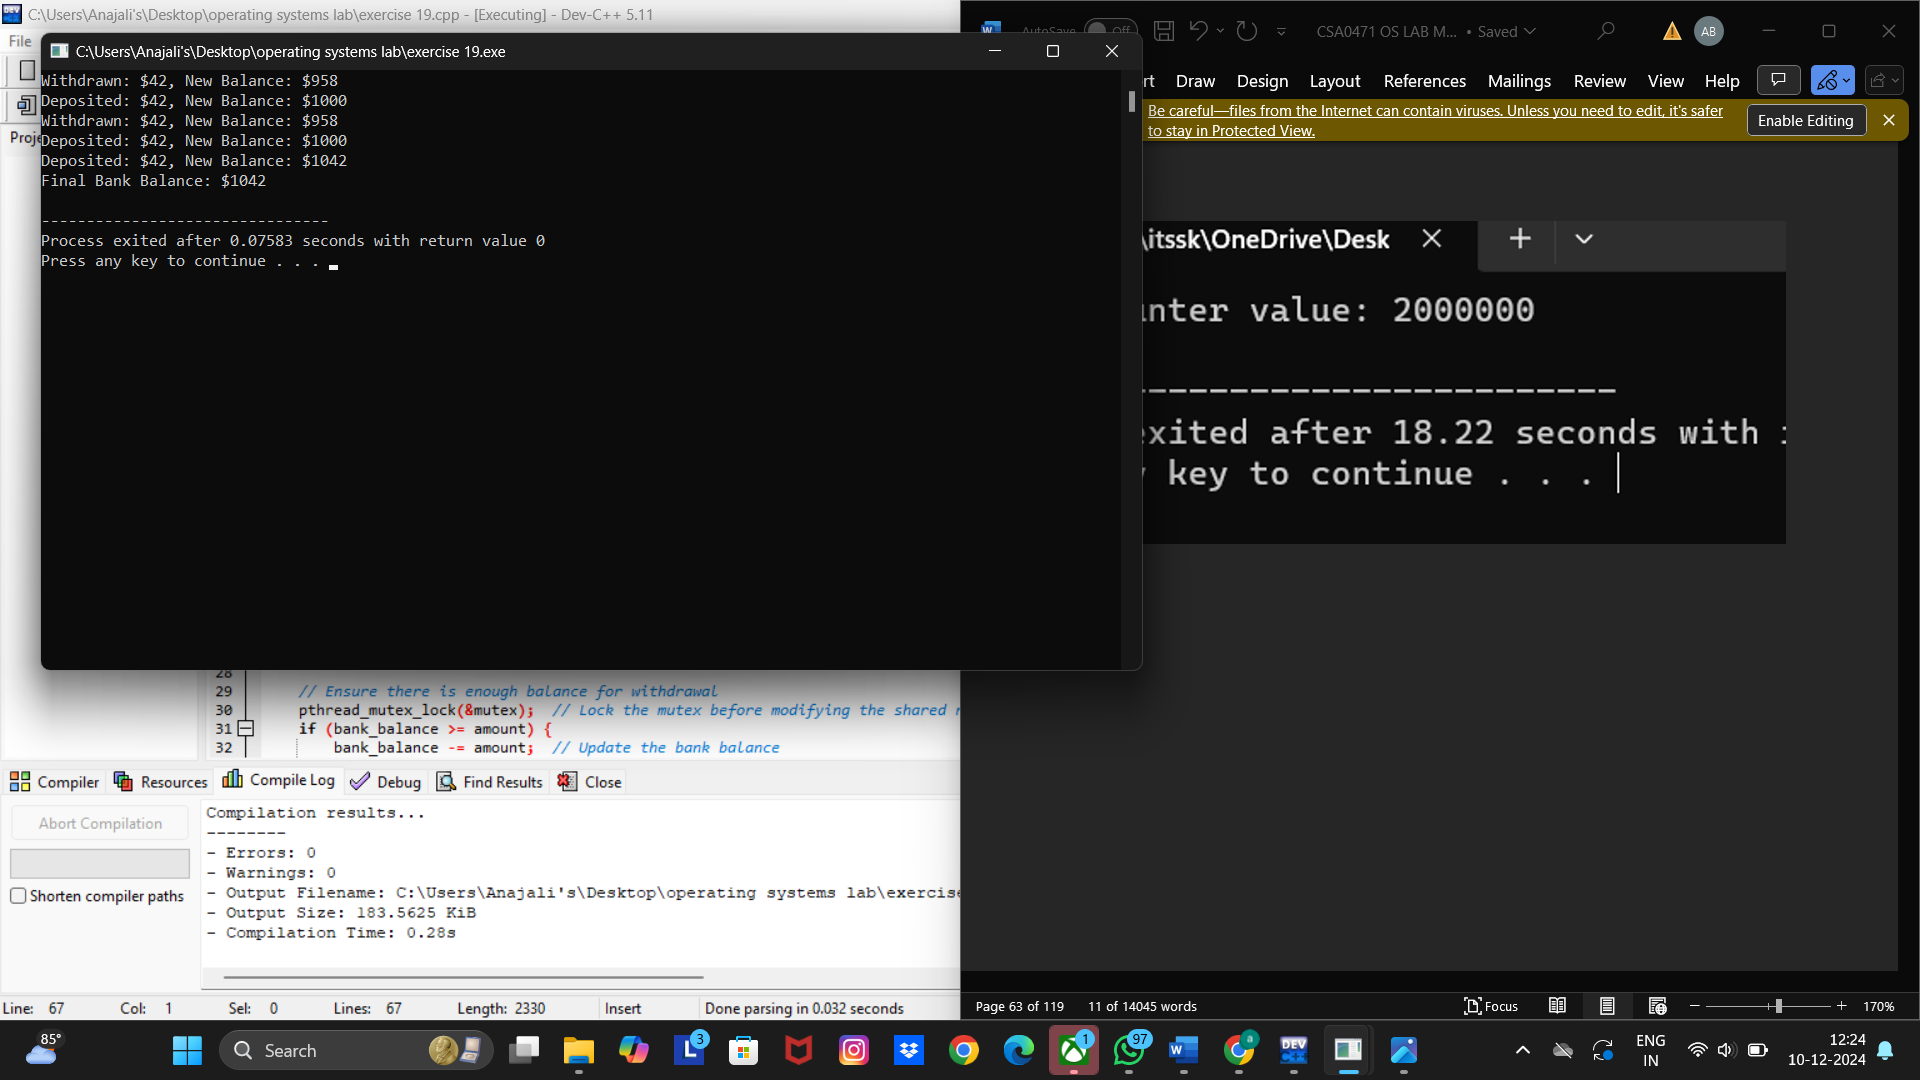 C:\Users\Anajali's\Desktop\operating systems lab\exercise 19.cpp - [Executing] - Dev-C++ 5.11
File
C:\Users\Anajali's\Desktop\operating systems lab\exercise 19.exe
Withdrawn: $42, New Balance: $958
Deposited: $42, New Balance: $1000
Withdrawn: $42, New Balance: $958
Deposited: $42, New Balance: $1000
Deposited: $42, New Balance: $1042
Final Bank Balance: $1042
--------------------------------
Process exited after 0.07583 seconds with return value 0
Press any key to continue . . .
Proje
28
29 // Ensure there is enough balance for withdrawal
30 pthread_mutex_lock(&mutex); // Lock the mutex before modifying the shared
31 if (bank_balance >= amount) {
32 bank_balance -= amount; // Update the bank balance
Compiler Resources Compile Log Debug Find Results Close
Abort Compilation
Shorten compiler paths
Compilation results...
--------
- Errors: 0
- Warnings: 0
- Output Filename: C:\Users\Anajali's\Desktop\operating systems lab\exercise
- Output Size: 183.5625 KiB
- Compilation Time: 0.28s
Line: 67 Col: 1 Sel: 0 Lines: 67 Length: 2330 Insert Done parsing in 0.032 seconds
AutoSave Off CSA0471 OS LAB M... • Saved AB
rt Draw Design Layout References Mailings Review View Help
Be careful—files from the Internet can contain viruses. Unless you need to edit, it's safer
to stay in Protected View.
Enable Editing
\itssk\OneDrive\Desk
nter value: 2000000
-----------------------
xited after 18.22 seconds with
key to continue . . .
Page 63 of 119 11 of 14045 words Focus 170%
85°
Search
3
1
97
a
DEV
ENG
IN
12:24
10-12-2024